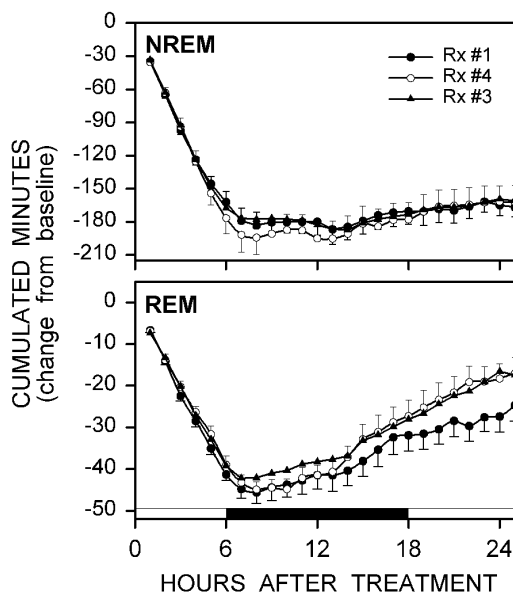 NREM
Rx #1
Rx #4
Rx #3
0
-30
-60
-90
-120
-150
-180
-210
CUMULATED MINUTES
(change from baseline)
REM
0
-10
-20
-30
-40
-50
0 6 12 18 24
HOURS AFTER TREATMENT